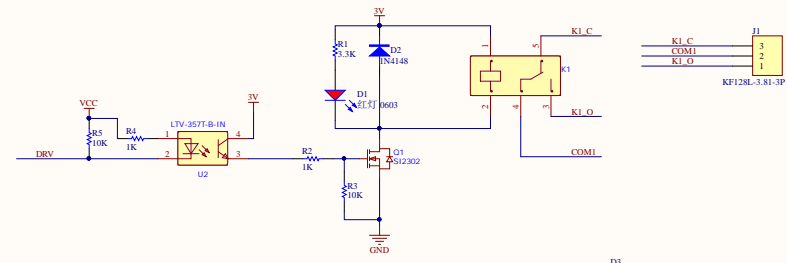 3V
R1
3.3K
D2
1N4148
1
5
K1_C
K1
2
4
3
K1_O
COM1
D1
红灯 0603
J1
K1_C
3
COM1
2
K1_O
1
KF128L-3.81-3P
VCC
R5
10K
R4
1K
LTV-357T-B-IN
1
4
2
3
U2
3V
DRV
R2
1K
R3
10K
Q1
SI2302
GND
D3